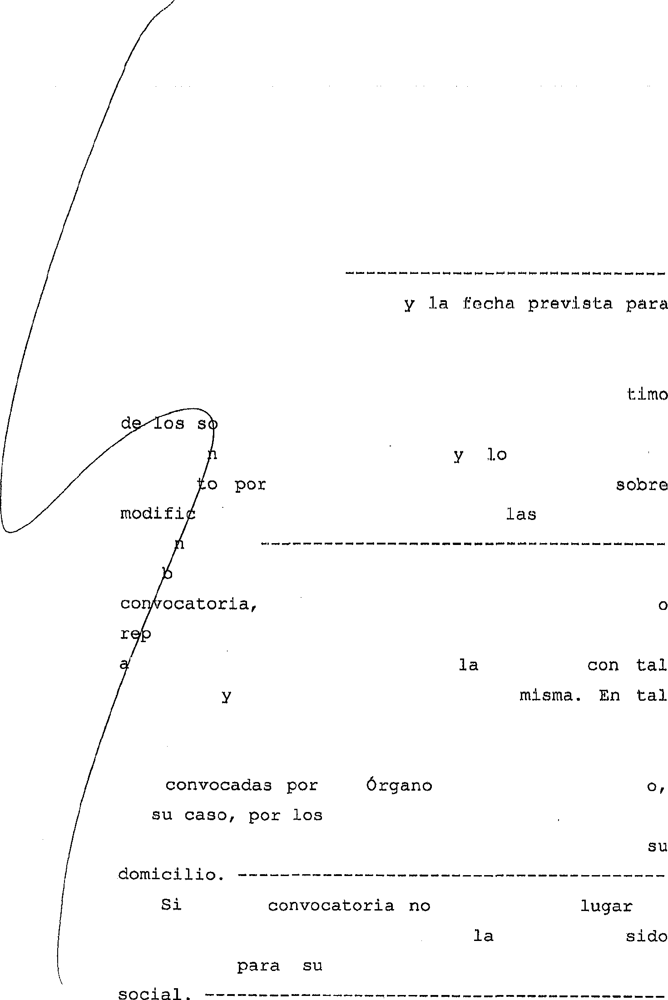 ------------------------------
y la fecha prevista para
timo
de los so
n y lo
to por sobre
modific las
n --------------------------------------
b
convocatoria, o
rep
a la con tal
y misma. En tal
convocadas por Órgano o,
su caso, por los
su
domicilio. ----------------------------------------
Si convocatoria no lugar
la sido
para su
social. -------------------------------------------